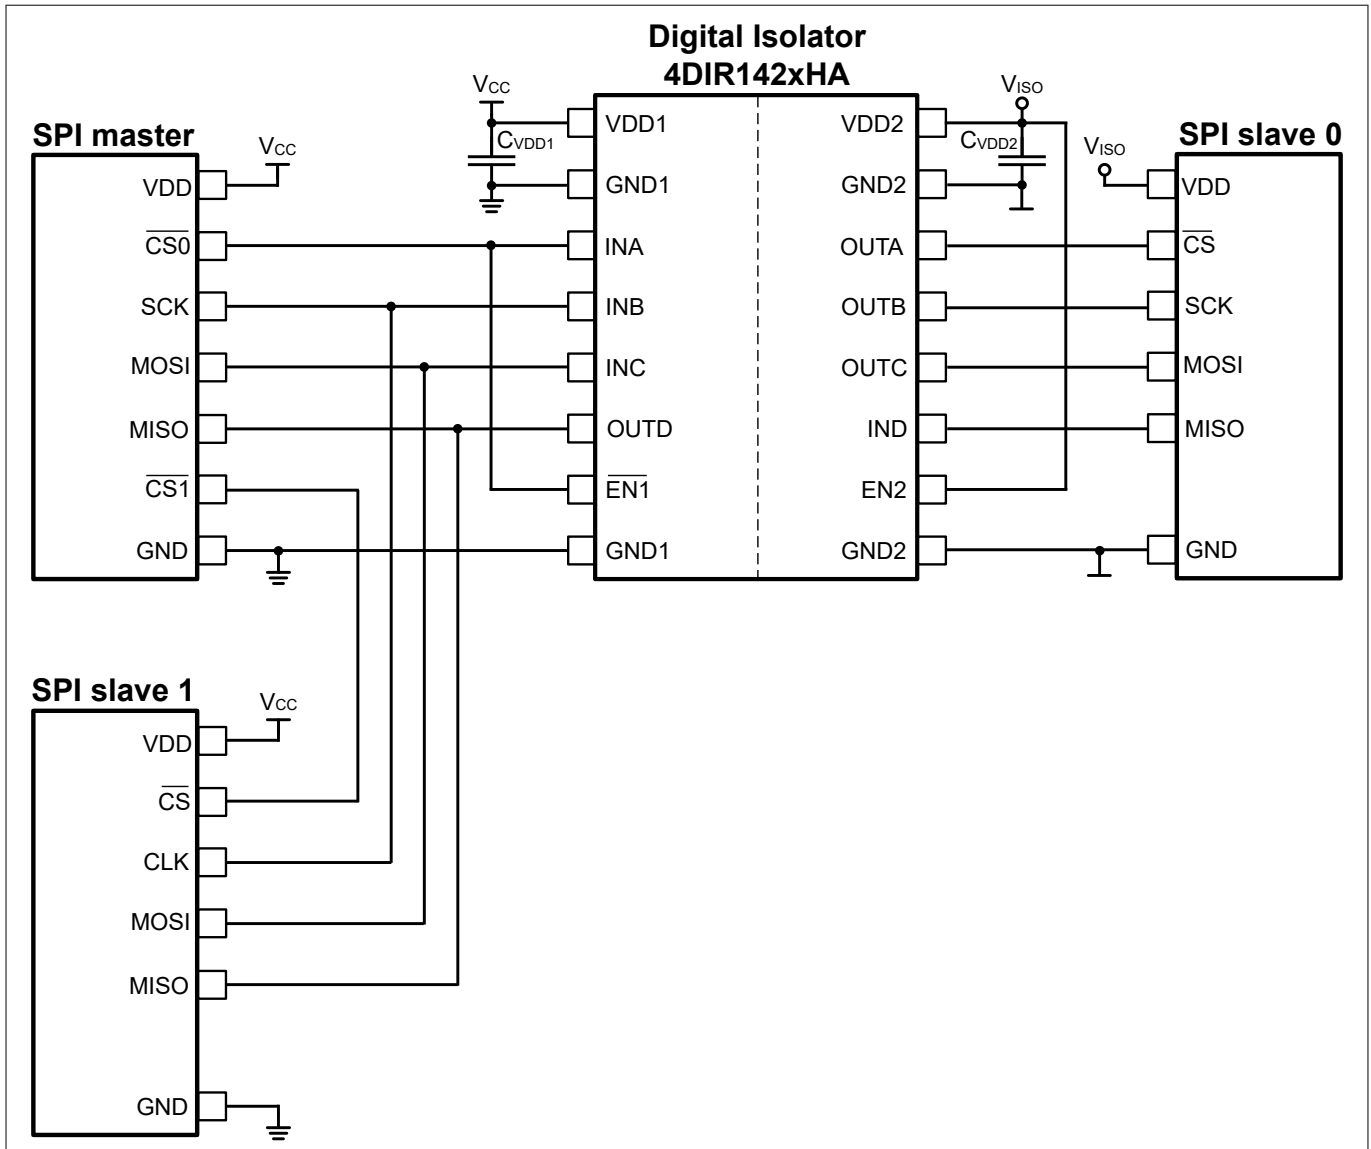 Digital Isolator
4DIR142xHA
SPI master
VCC
VDD
CS0
SCK
MOSI
MISO
CS1
GND
VCC
CVDD1
VDD1
GND1
INA
INB
INC
OUTD
EN1
GND1
VDD2
GND2
OUTA
OUTB
OUTC
IND
EN2
GND2
VISO
CVDD2
VISO
SPI slave 0
VDD
CS
SCK
MOSI
MISO
GND
SPI slave 1
VCC
VDD
CS
CLK
MOSI
MISO
GND